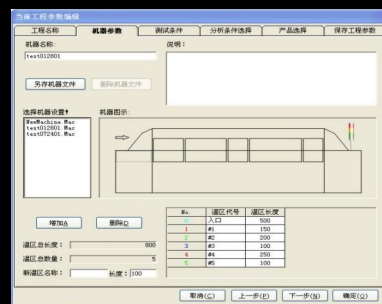 当前工程参数编辑
工程名称 机器参数 测试条件 分析条件选择 产品选择 保存工程参数
机器名称
test012801
说明：
另存机器文件 删除机器文件
选择机器设置!
机器图示:
NewMachine.Mac
test012801.Mac
test072401.Mac
增加A 删除D
温区总长度： 800
温区总数量： 5
新温区名称： 长度：100
No. 温区代号 温区长度
0 入口 500
1 #1 150
2 #2 200
3 #3 100
4 #4 250
5 #5 100
取消(C) 上一步(P) 下一步(N) 确定(O)